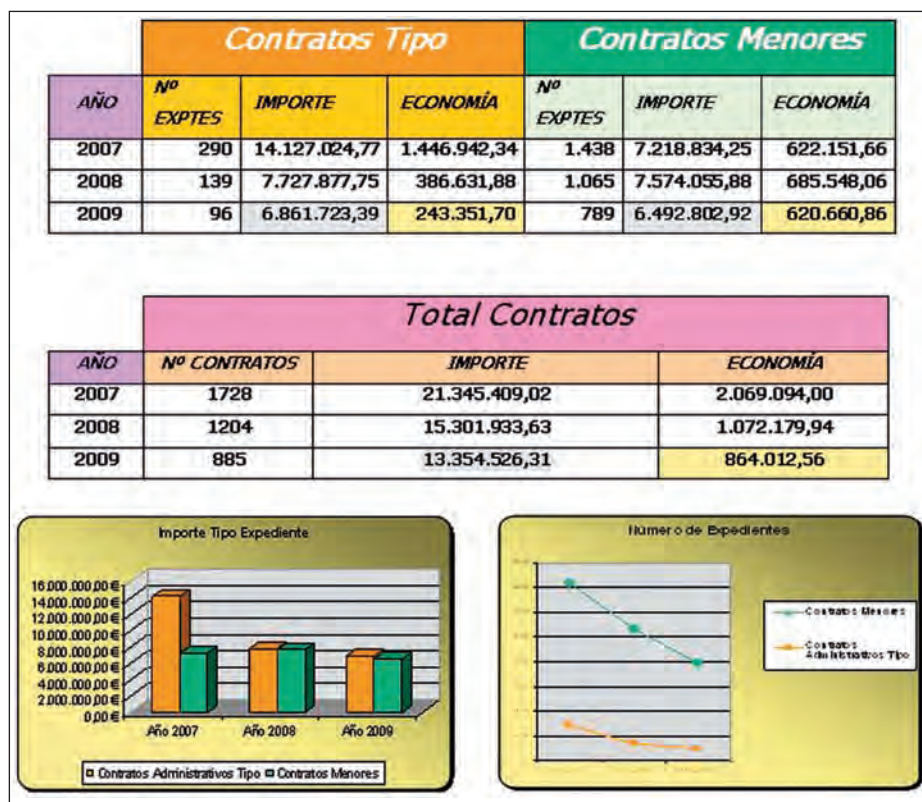 Contratos Tipo Contratos Menores
AÑO Nº EXPTES IMPORTE ECONOMÍA Nº EXPTES IMPORTE ECONOMÍA
2007 290 14.127.024,77 1.446.942,34 1.438 7.218.834,25 622.151,66
2008 139 7.727.877,75 386.631,88 1.065 7.574.055,88 685.548,06
2009 96 6.861.723,39 243.351,70 789 6.492.802,92 620.660,86
Total Contratos
AÑO Nº CONTRATOS IMPORTE ECONOMÍA
2007 1728 21.345.409,02 2.069.094,00
2008 1204 15.301.933,63 1.072.179,94
2009 885 13.354.526,31 864.012,56
Importe Tipo Expediente
16.000.000,00 €
14.000.000,00 €
12.000.000,00 €
10.000.000,00 €
8.000.000,00 €
6.000.000,00 €
4.000.000,00 €
2.000.000,00 €
0,00 €
Año 2007 Año 2008 Año 2009
Contratos Administrativos Tipo Contratos Menores
Número de Expedientes
Contratos Menores
Contratos
Administrativos Tipo